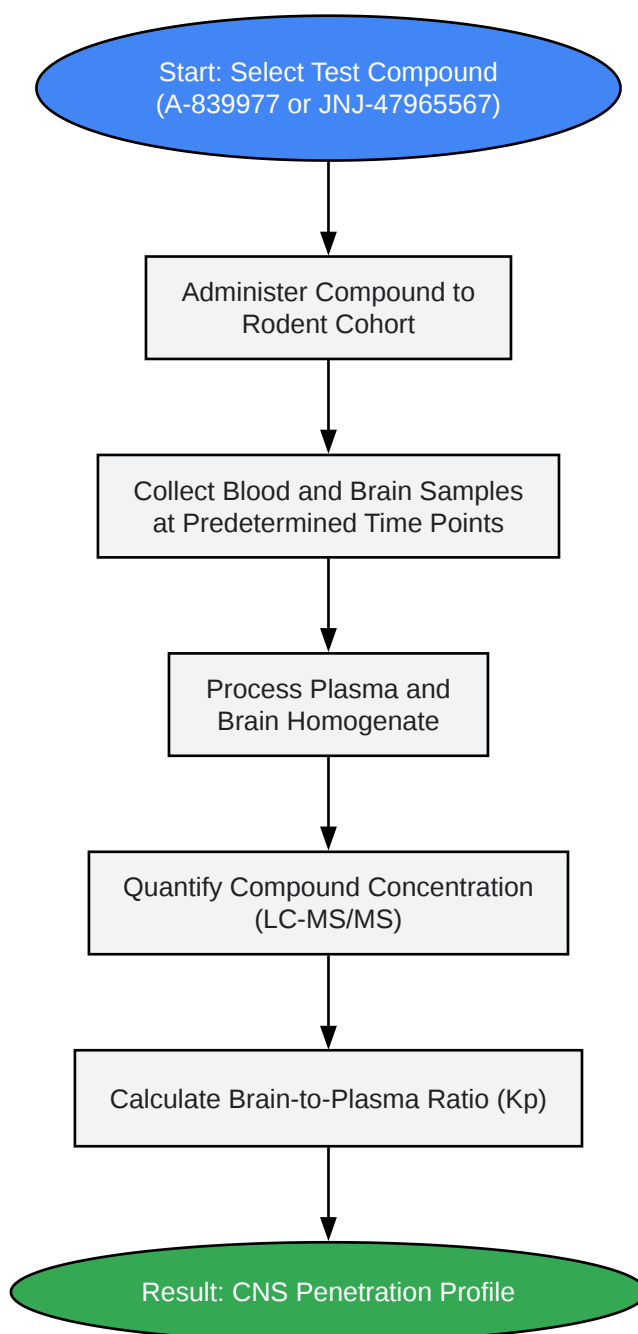 Start: Select Test Compound
(A-839977 or JNJ-47965567)
Administer Compound to
Rodent Cohort
Collect Blood and Brain Samples
at Predetermined Time Points
Process Plasma and
Brain Homogenate
Quantify Compound Concentration
(LC-MS/MS)
Calculate Brain-to-Plasma Ratio (Kp)
Result: CNS Penetration Profile